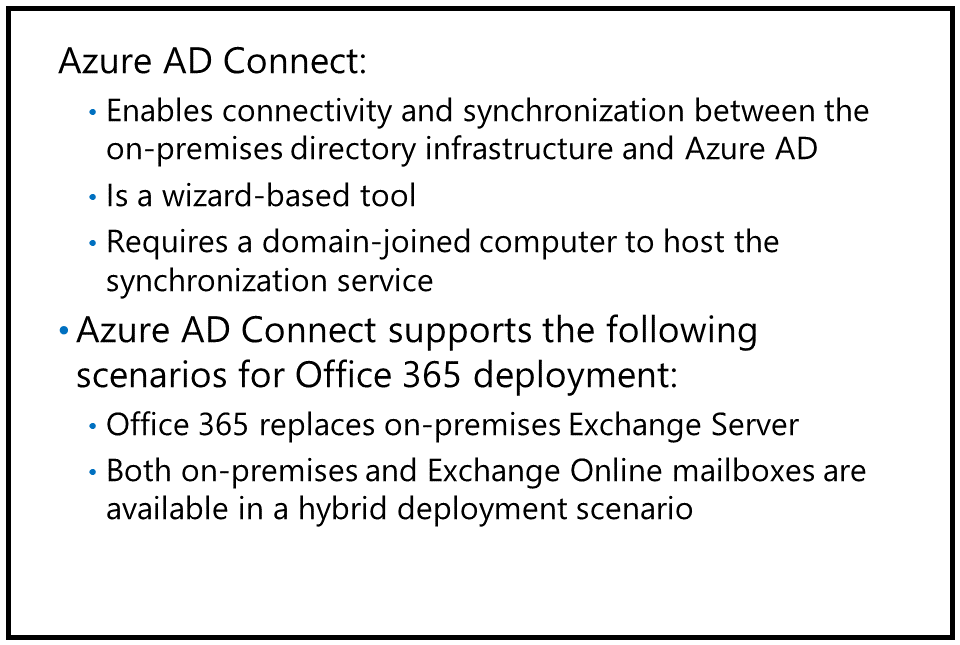 Azure AD Connect:
• Enables connectivity and synchronization between the
on-premises directory infrastructure and Azure AD
• Is a wizard-based tool
• Requires a domain-joined computer to host the
synchronization service
• Azure AD Connect supports the following
scenarios for Office 365 deployment:
• Office 365 replaces on-premises Exchange Server
• Both on-premises and Exchange Online mailboxes are
available in a hybrid deployment scenario